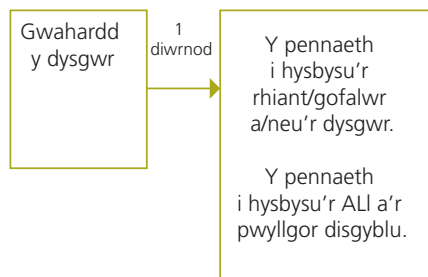 Gwahardd
y dysgwr
1
diwrnod
Y pennaeth
i hysbysu'r
rhiant/gofalwr
a/neu'r dysgwr.
Y pennaeth
i hysbysu'r ALl a'r
pwyllgor disgyblu.